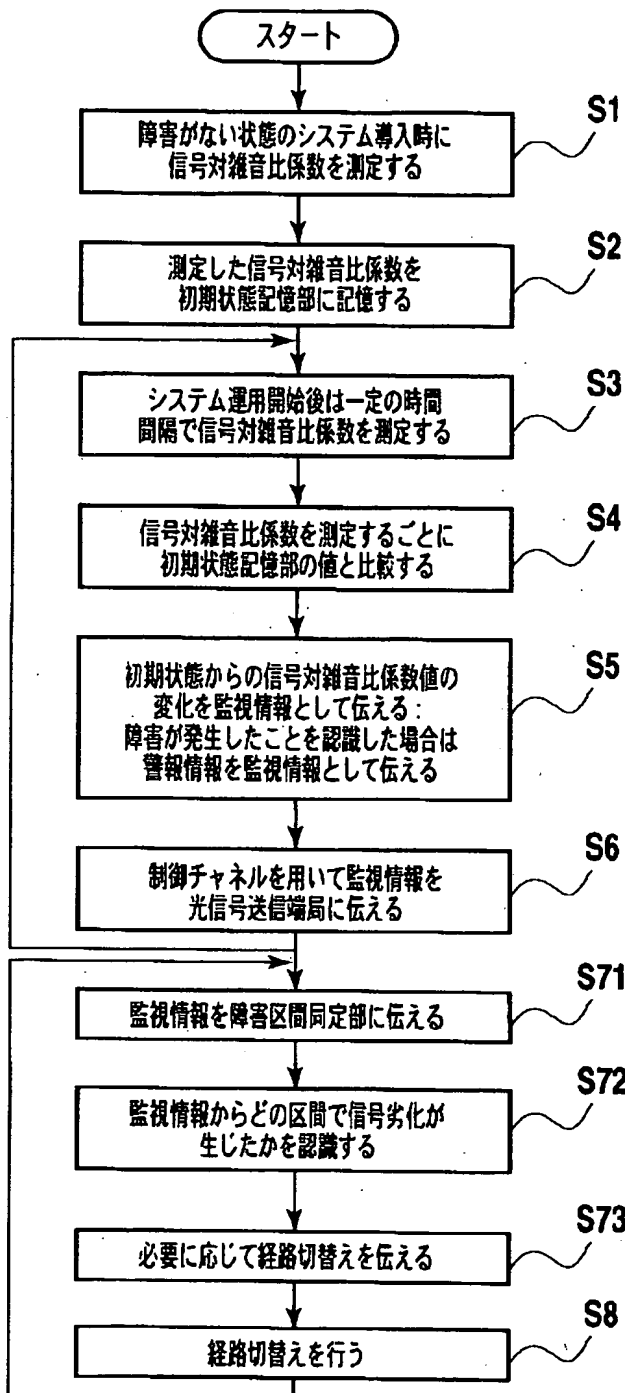 スタート
S1
障害がない状態のシステム導入時に
信号対雑音比係数を測定する
S2
測定した信号対雑音比係数を
初期状態記憶部に記憶する
S3
システム運用開始後は一定の時間
間隔で信号対雑音比係数を測定する
S4
信号対雑音比係数を測定するごとに
初期状態記憶部の値と比較する
S5
初期状態からの信号対雑音比係数値の
変化を監視情報として伝える:
障害が発生したことを認識した場合は
警報情報を監視情報として伝える
S6
制御チャネルを用いて監視情報を
光信号送信端局に伝える
S71
監視情報を障害区間同定部に伝える
S72
監視情報からどの区間で信号劣化が
生じたかを認識する
S73
必要に応じて経路切替えを伝える
S8
経路切替えを行う